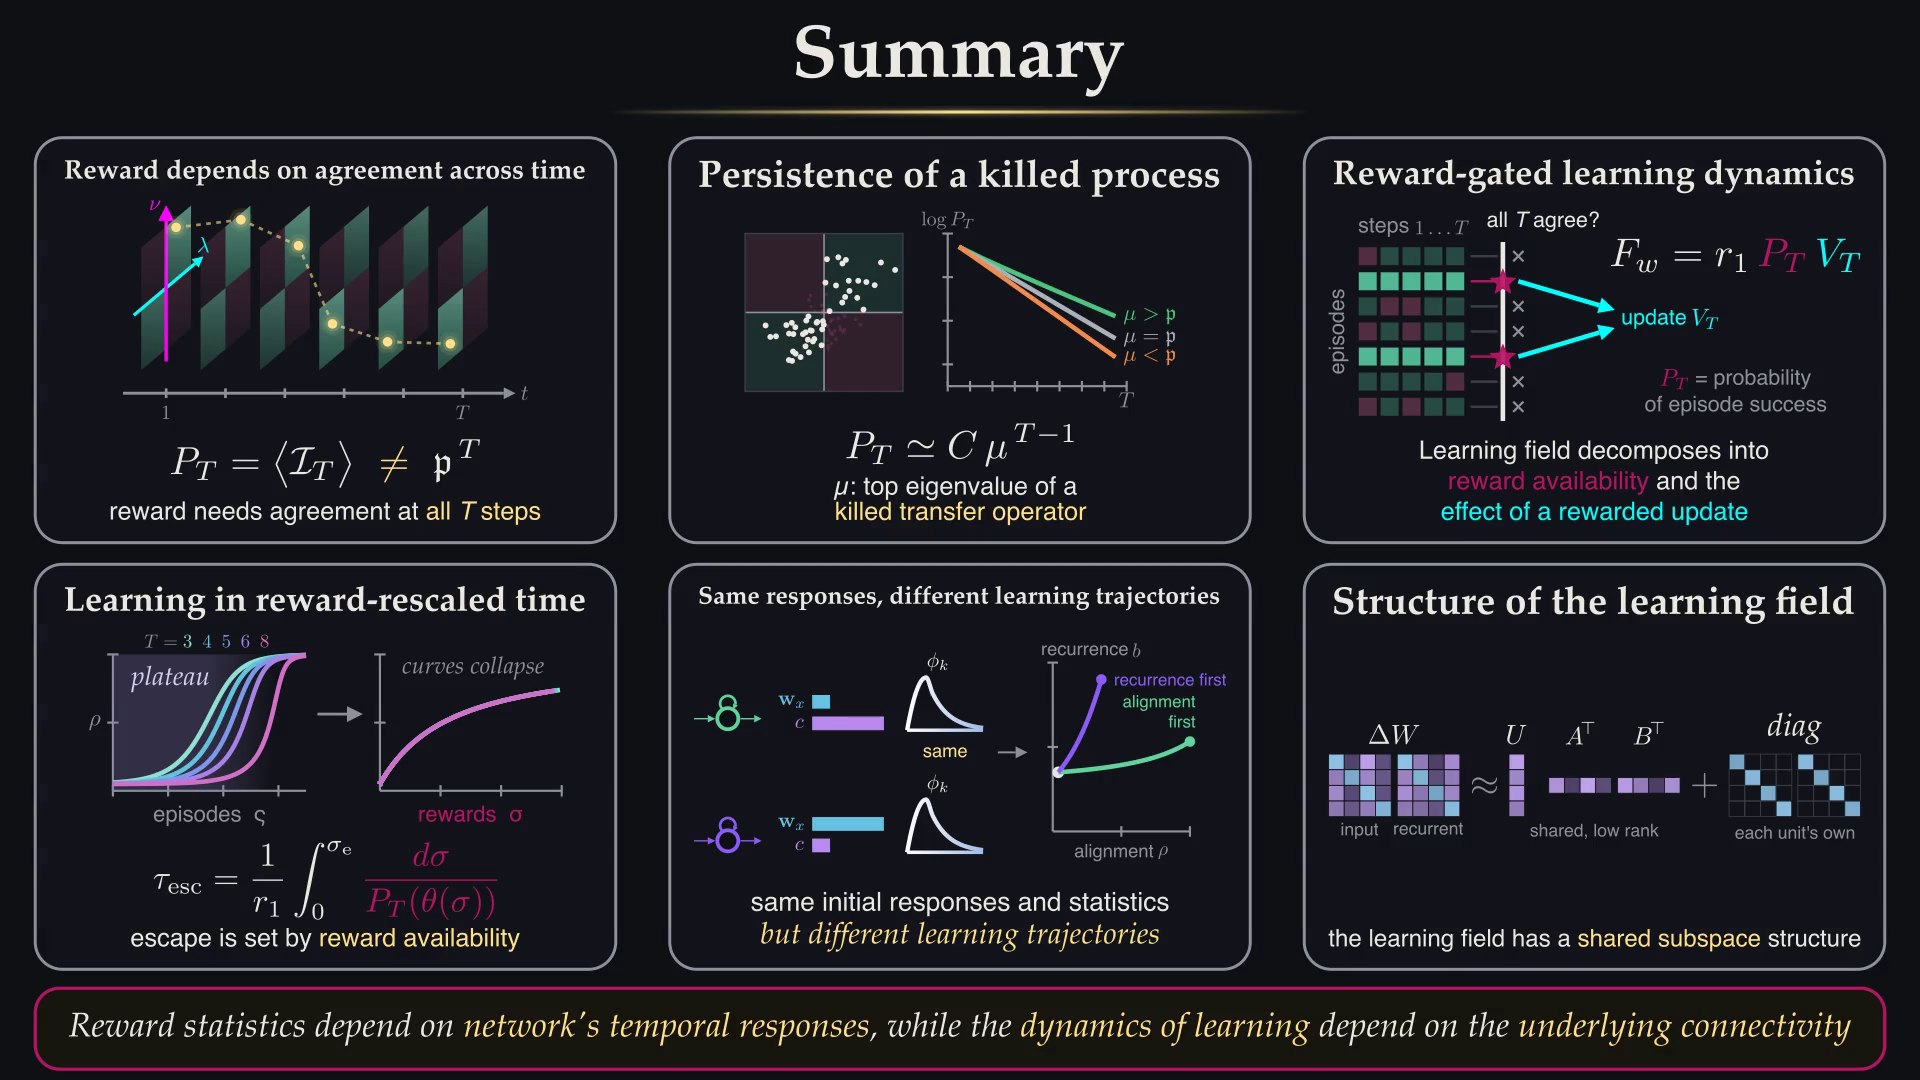 Summary
Reward depends on agreement across time
ν
λ
t
1
T
P_T = ⟨ℐ_T⟩ ≠ 𝔭^T
reward needs agreement at all T steps
Persistence of a killed process
log P_T
μ > 𝔭
μ = 𝔭
μ < 𝔭
T
P_T ≃ C μ^{T−1}
μ: top eigenvalue of a
killed transfer operator
Reward-gated learning dynamics
steps 1 … T
all T agree?
F_w = r_1 P_T V_T
episodes
update V_T
P_T = probability
of episode success
Learning field decomposes into
reward availability and the
effect of a rewarded update
Learning in reward-rescaled time
T = 3 4 5 6 8
plateau
ρ
episodes ς
curves collapse
rewards σ
τ_esc = \frac{1}{r_1} ∫_0^{σ_e} \frac{dσ}{P_T(θ(σ))}
escape is set by reward availability
Same responses, different learning trajectories
w_x
c
ϕ_k
same
w_x
c
ϕ_k
recurrence b
recurrence first
alignment
first
alignment ρ
same initial responses and statistics
but different learning trajectories
Structure of the learning field
ΔW
U
A^⊤
B^⊤
diag
≈
+
input
recurrent
shared, low rank
each unit's own
the learning field has a shared subspace structure
Reward statistics depend on network's temporal responses, while the dynamics of learning depend on the underlying connectivity